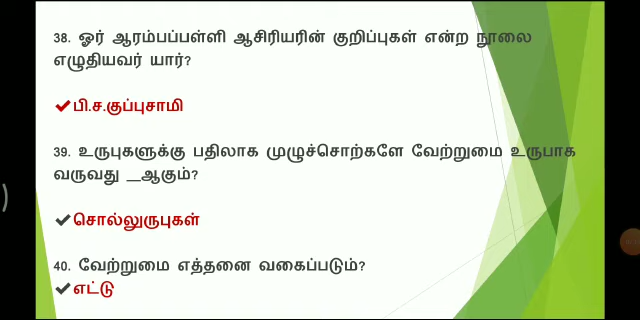 38. ஓர் ஆரம்பப்பள்ளி ஆசிரியரின் குறிப்புகள் என்ற நூலை
எழுதியவர் யார்?
✔பி.ச.குப்புசாமி
39. உருபுகளுக்கு பதிலாக முழுச்சொற்களே வேற்றுமை உருபாக
வருவது __ஆகும்?
✔சொல்லுருபுகள்
40. வேற்றுமை எத்தனை வகைப்படும்?
✔எட்டு